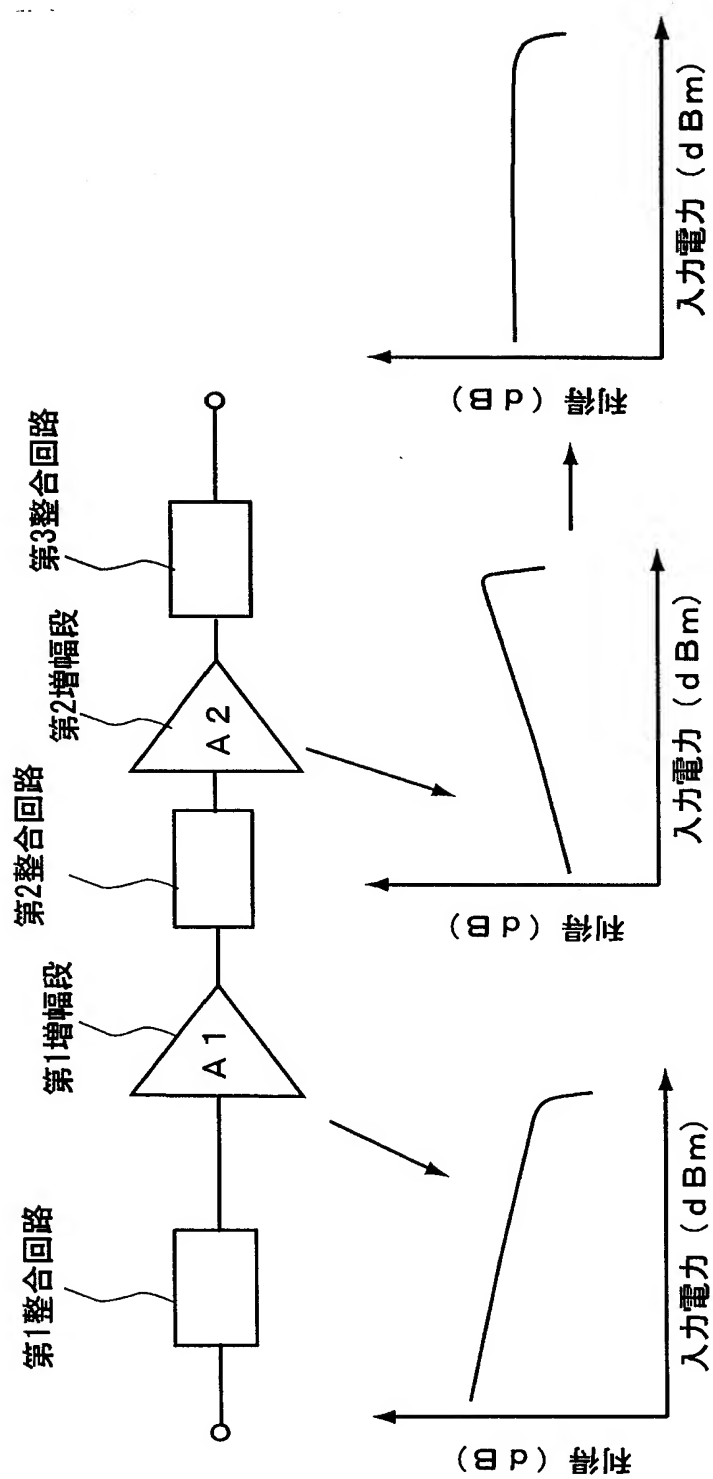 第1整合回路
第1増幅段
第2整合回路
第2増幅段
第3整合回路
A1
A2
利得(dB)
入力電力(dBm)
利得(dB)
入力電力(dBm)
利得(dB)
入力電力(dBm)